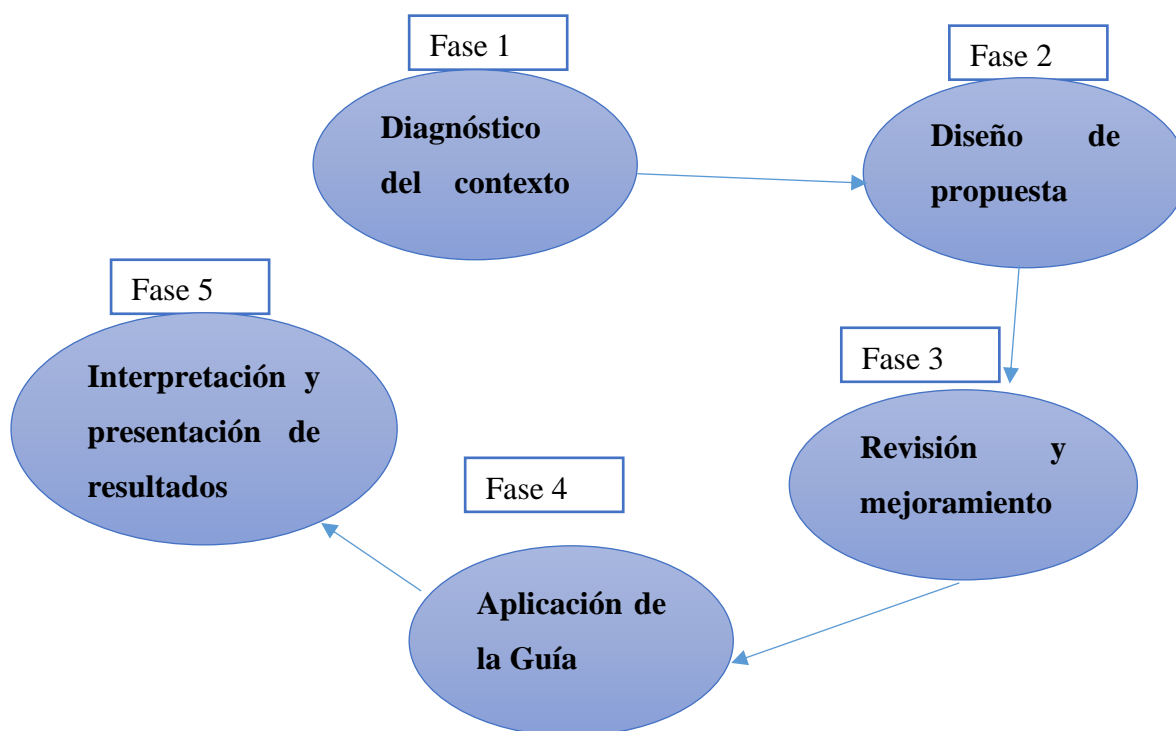 Fase 1
Diagnóstico
del contexto
Fase 2
Diseño de
propuesta
Fase 3
Revisión y
mejoramiento
Fase 4
Aplicación de
la Guía
Fase 5
Interpretación y
presentación de
resultados